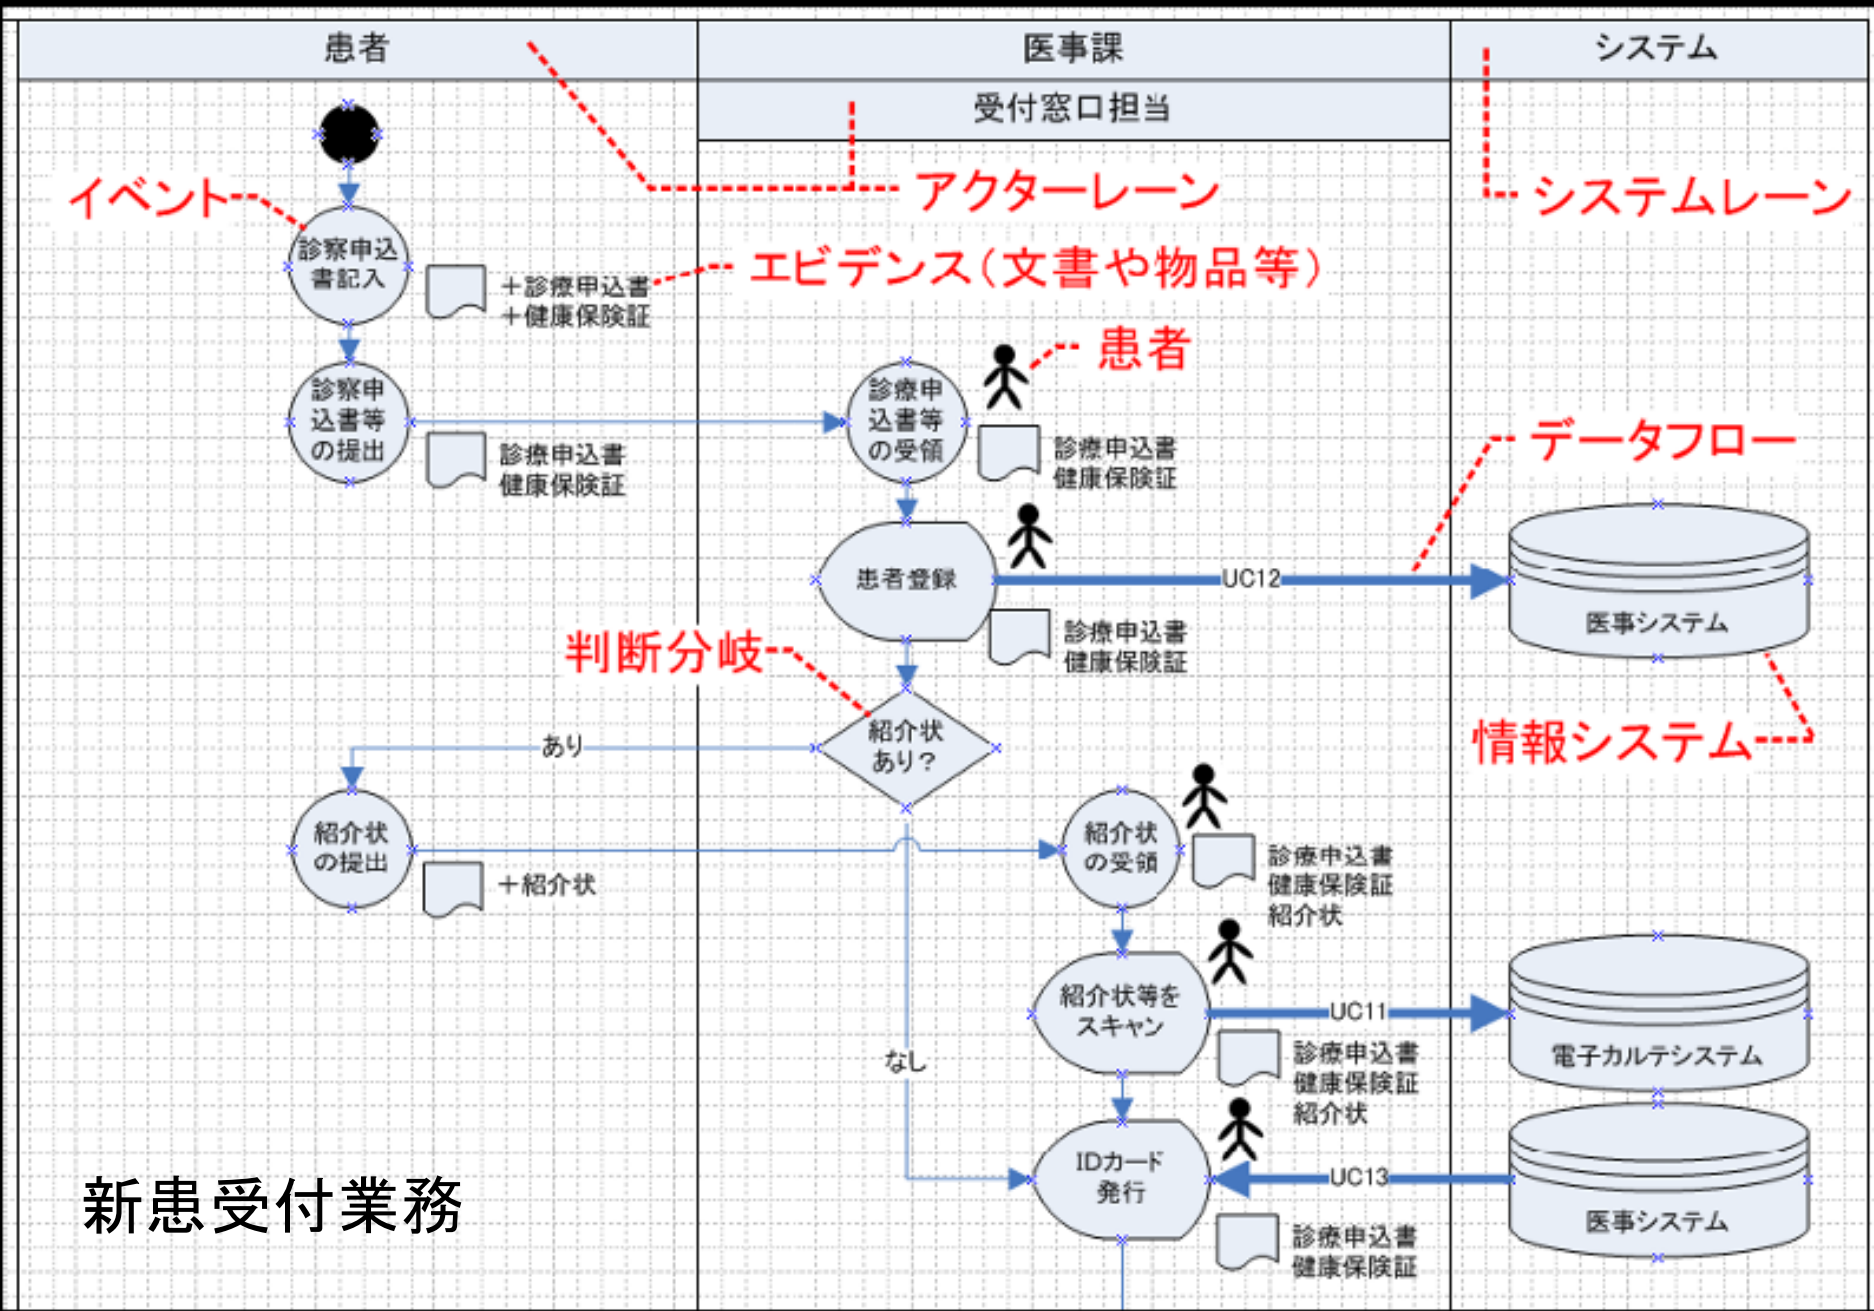 患者
医事課
システム
受付窓口担当
イベント
アクターレーン
システムレーン
診察申込
書記入
＋診療申込書
＋健康保険証
エビデンス（文書や物品等）
患者
診察申
込書等
の提出
診療申込書
健康保険証
診療申
込書等
の受領
診療申込書
健康保険証
データフロー
患者登録
UC12
医事システム
診療申込書
健康保険証
判断分岐
紹介状
あり？
あり
情報システム
紹介状
の提出
＋紹介状
紹介状
の受領
診療申込書
健康保険証
紹介状
紹介状等を
スキャン
UC11
電子カルテシステム
診療申込書
健康保険証
紹介状
なし
IDカード
発行
UC13
医事システム
診療申込書
健康保険証
新患受付業務